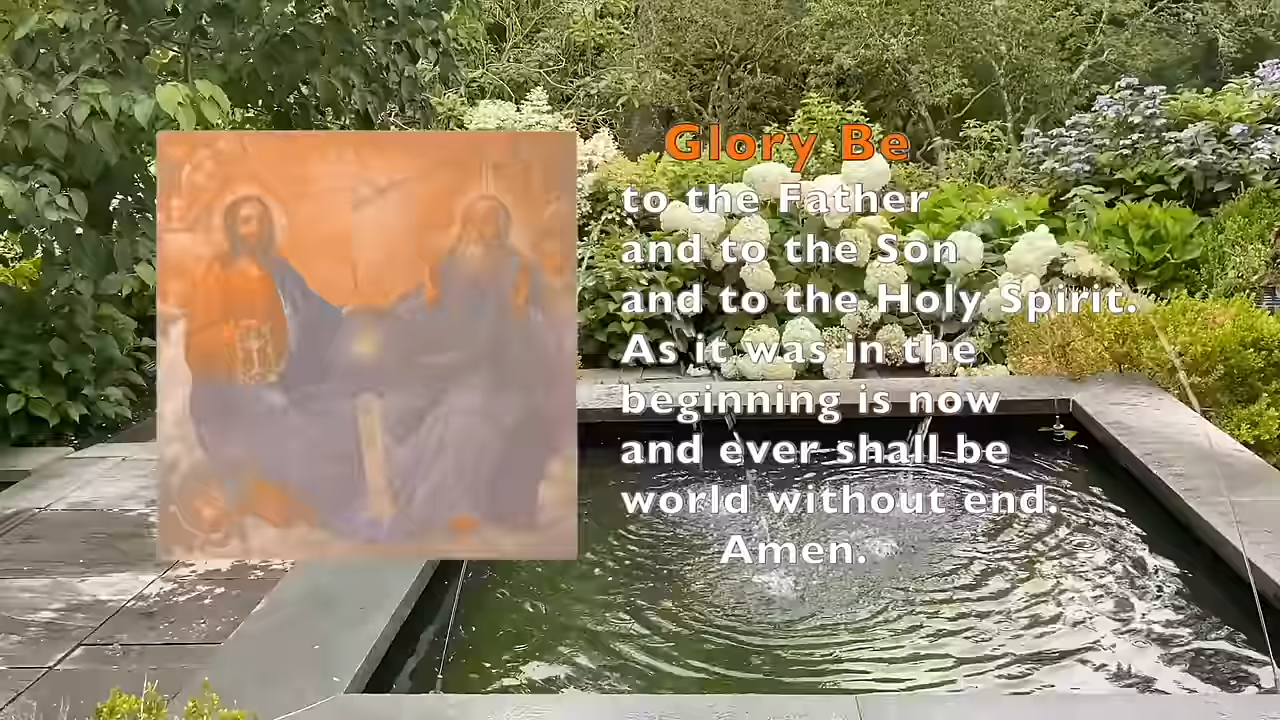 Glory Be
to the Father
and to the Son
and to the Holy Spirit.
As it was in the
beginning is now
and ever shall be
world without end.
Amen.